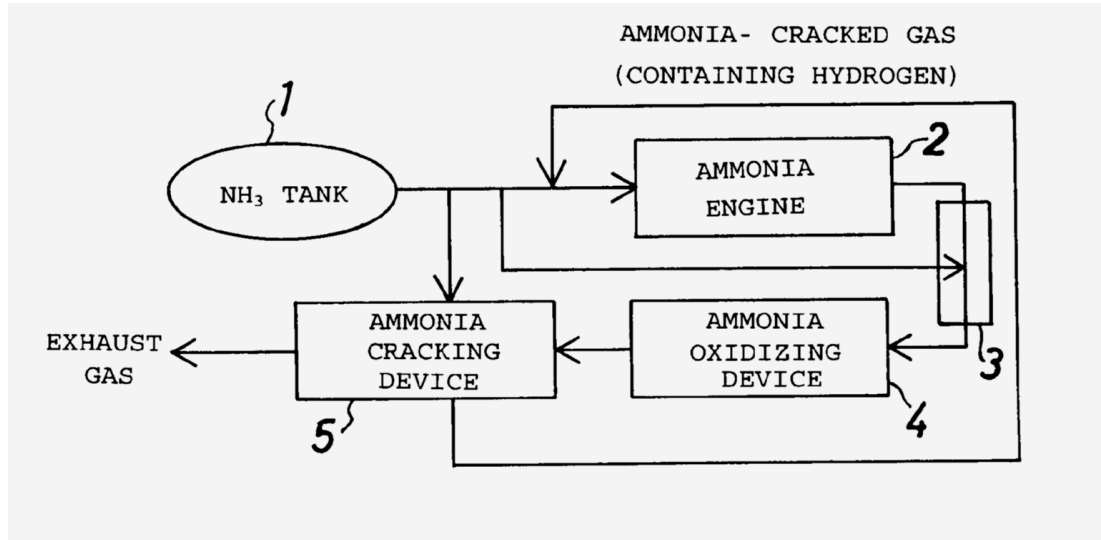 AMMONIA- CRACKED GAS
(CONTAINING HYDROGEN)
1
2
NH₃ TANK
AMMONIA
ENGINE
EXHAUST
GAS
AMMONIA
CRACKING
DEVICE
AMMONIA
OXIDIZING
DEVICE
3
5
4